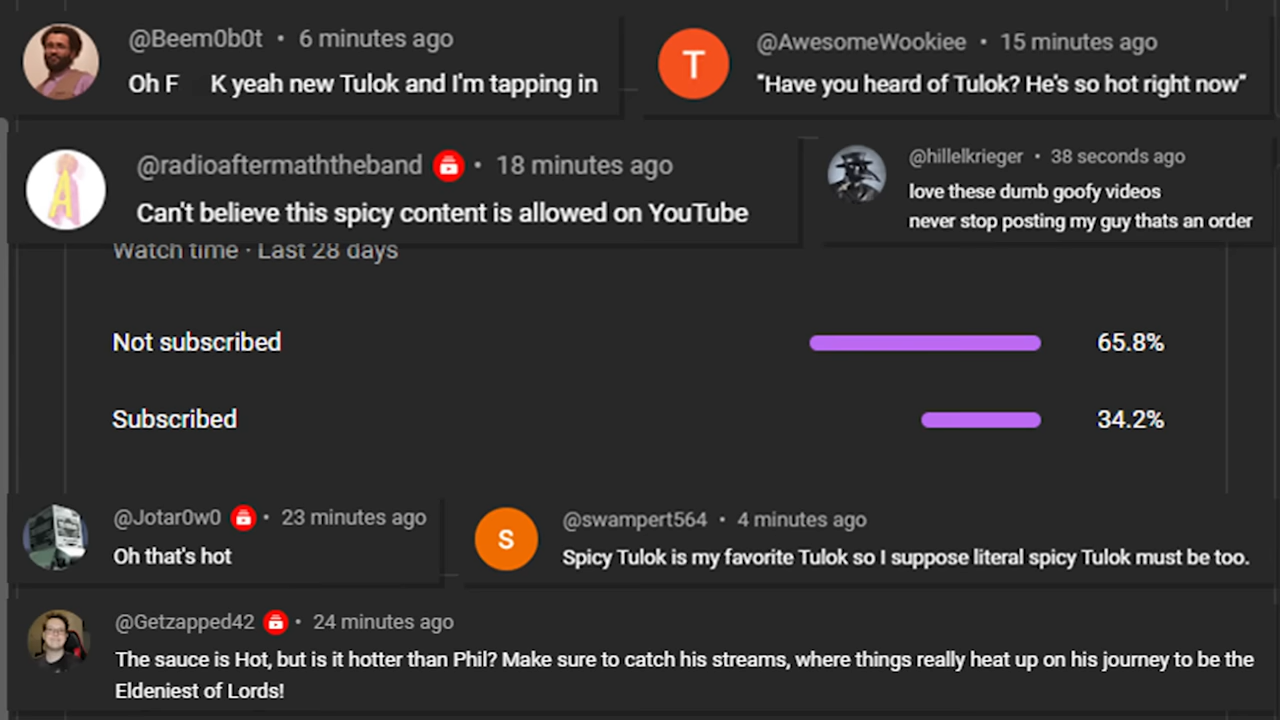 @Beem0b0t • 6 minutes ago
Oh F K yeah new Tulok and I'm tapping in
T
@AwesomeWookiee • 15 minutes ago
"Have you heard of Tulok? He's so hot right now"
A
@radioaftermaththeband • 18 minutes ago
Can't believe this spicy content is allowed on YouTube
@hillelkrieger • 38 seconds ago
love these dumb goofy videos
never stop posting my guy thats an order
Watch time · Last 28 days
Not subscribed 65.8%
Subscribed 34.2%
@Jotar0w0 • 23 minutes ago
Oh that's hot
S
@swampert564 • 4 minutes ago
Spicy Tulok is my favorite Tulok so I suppose literal spicy Tulok must be too.
@Getzapped42 • 24 minutes ago
The sauce is Hot, but is it hotter than Phil? Make sure to catch his streams, where things really heat up on his journey to be the
Eldeniest of Lords!